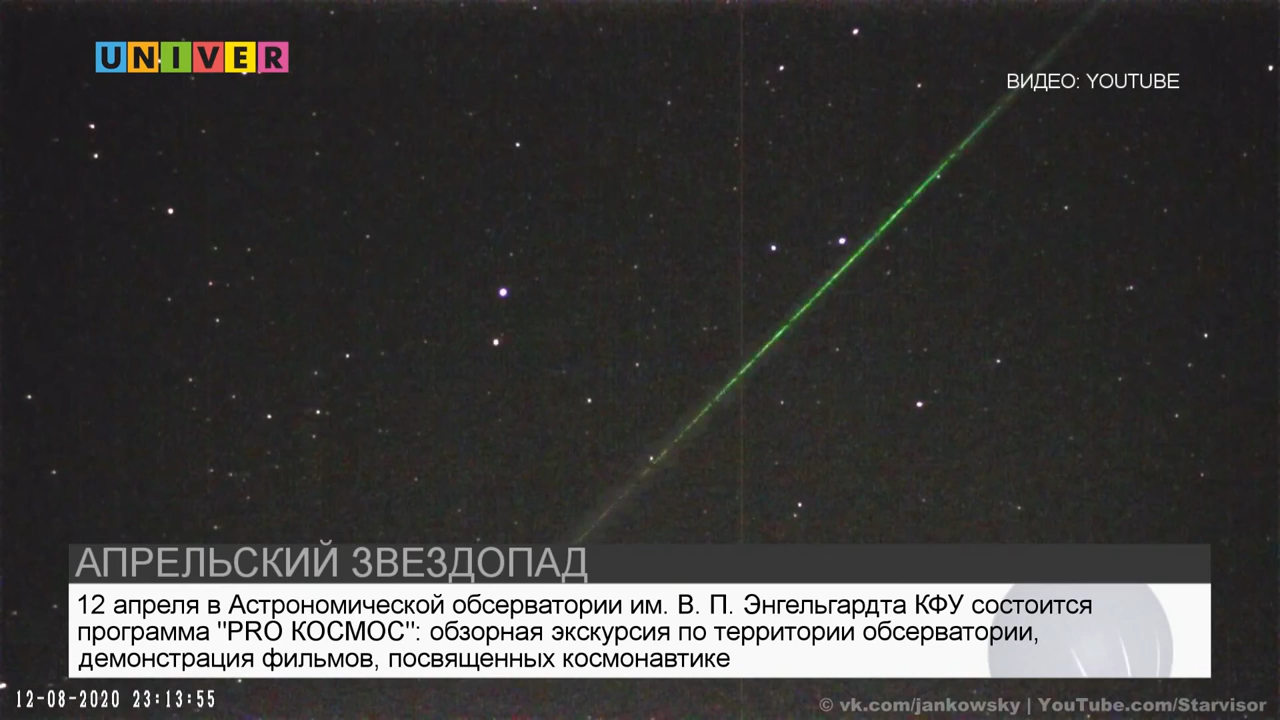 UNIVER
ВИДЕО: YOUTUBE
АПРЕЛЬСКИЙ ЗВЕЗДОПАД
12 апреля в Астрономической обсерватории им. В. П. Энгельгардта КФУ состоится
программа "PRO КОСМОС": обзорная экскурсия по территории обсерватории,
демонстрация фильмов, посвященных космонавтике
12-08-2020 23:13:55
© vk.com/jankowsky | YouTube.com/Starvisor